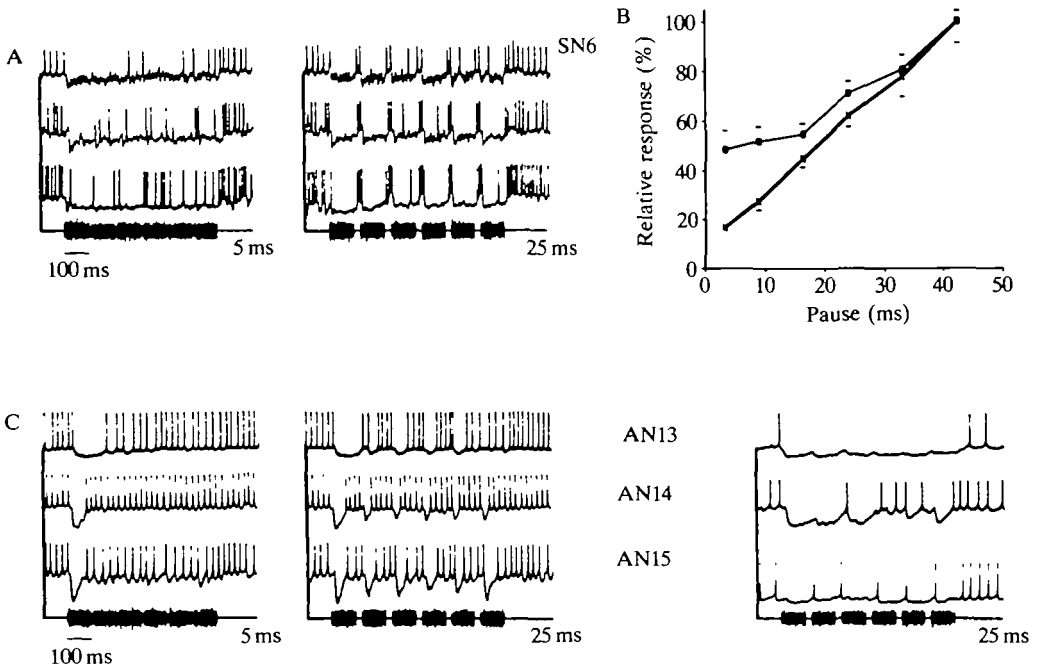 A
SN6
5 ms
100 ms
25 ms
B
Relative response (%)
100
80
60
40
20
0
0 10 20 30 40 50
Pause (ms)
C
AN13
AN14
AN15
5 ms
100 ms
25 ms
25 ms